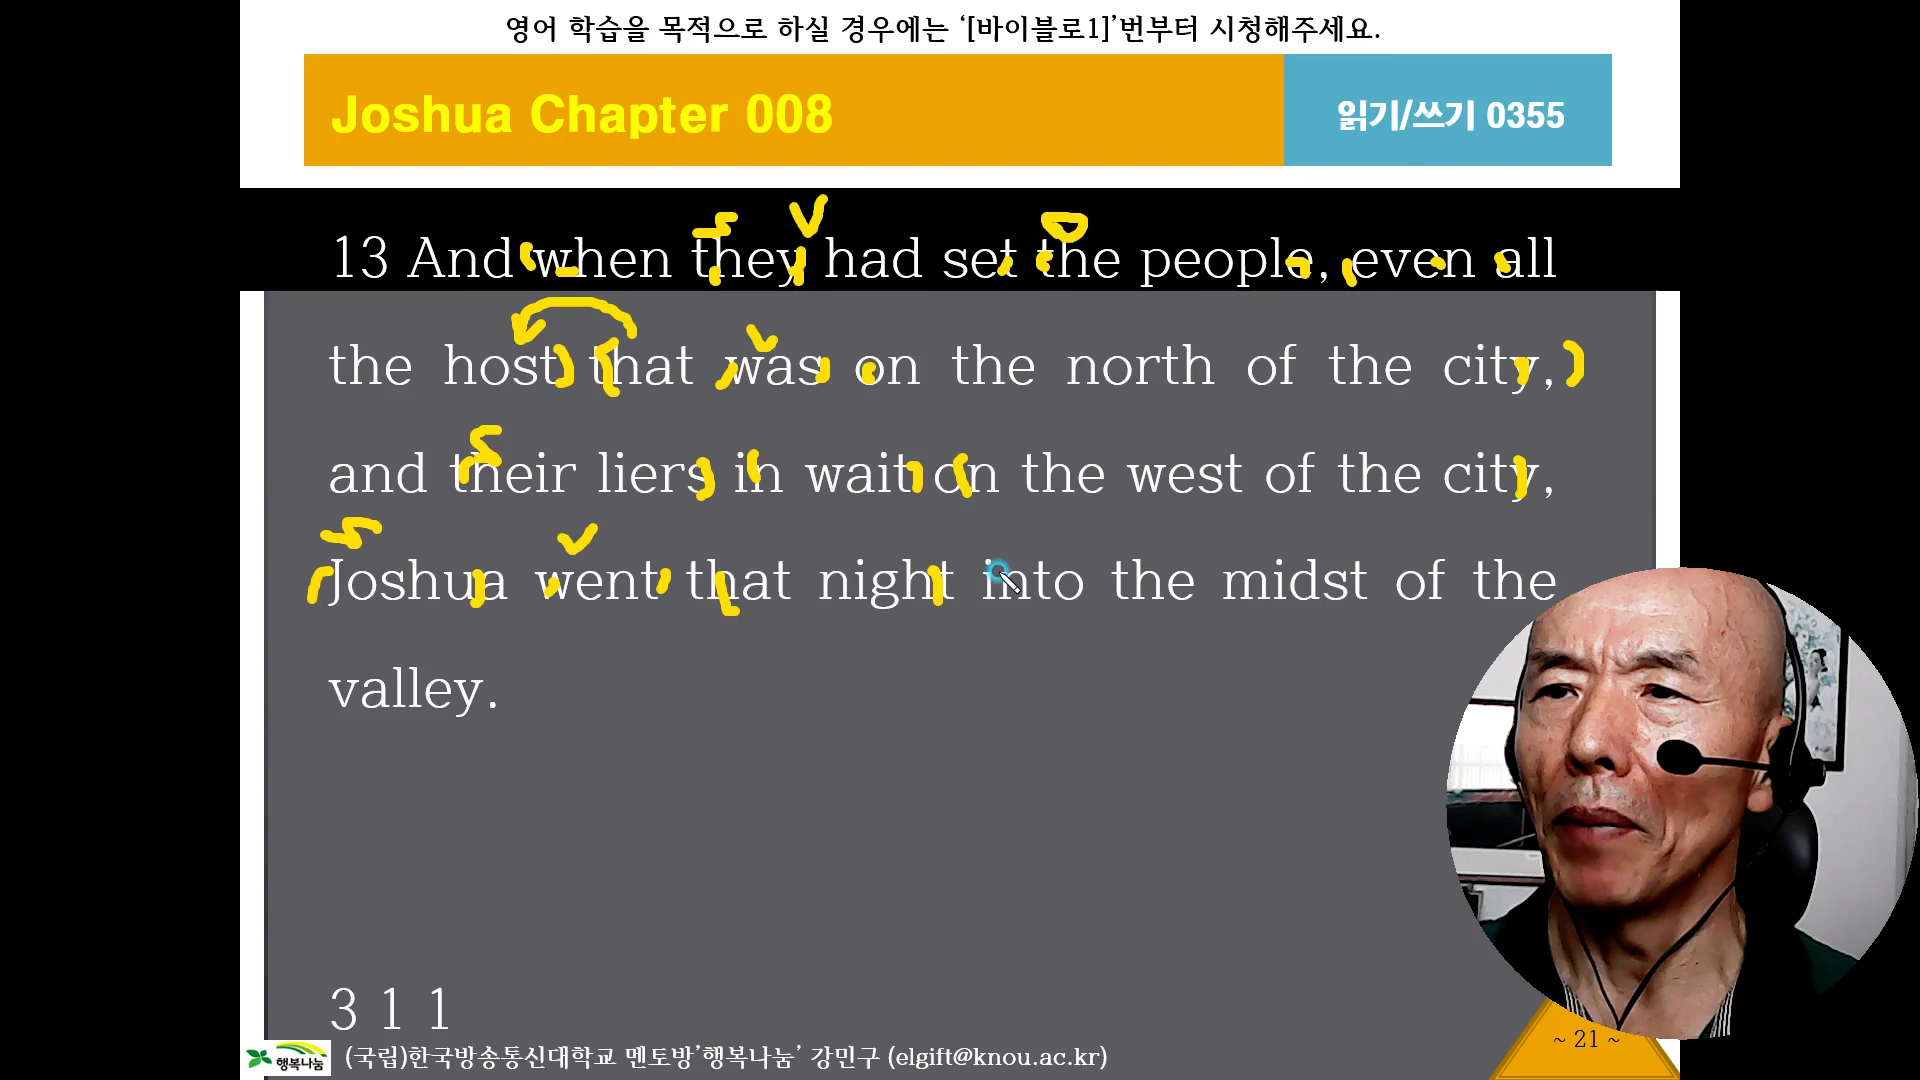 영어 학습을 목적으로 하실 경우에는 ‘[바이블로1]’번부터 시청해주세요.
Joshua Chapter 008
읽기/쓰기 0355
13 And when they had set the people, even all
the host that was on the north of the city,
and their liers in wait on the west of the city,
Joshua went that night into the midst of the
valley.
3 1 1
행복나눔
(국립)한국방송통신대학교 멘토방’행복나눔’ 강민구 (elgift@knou.ac.kr)
~ 21 ~